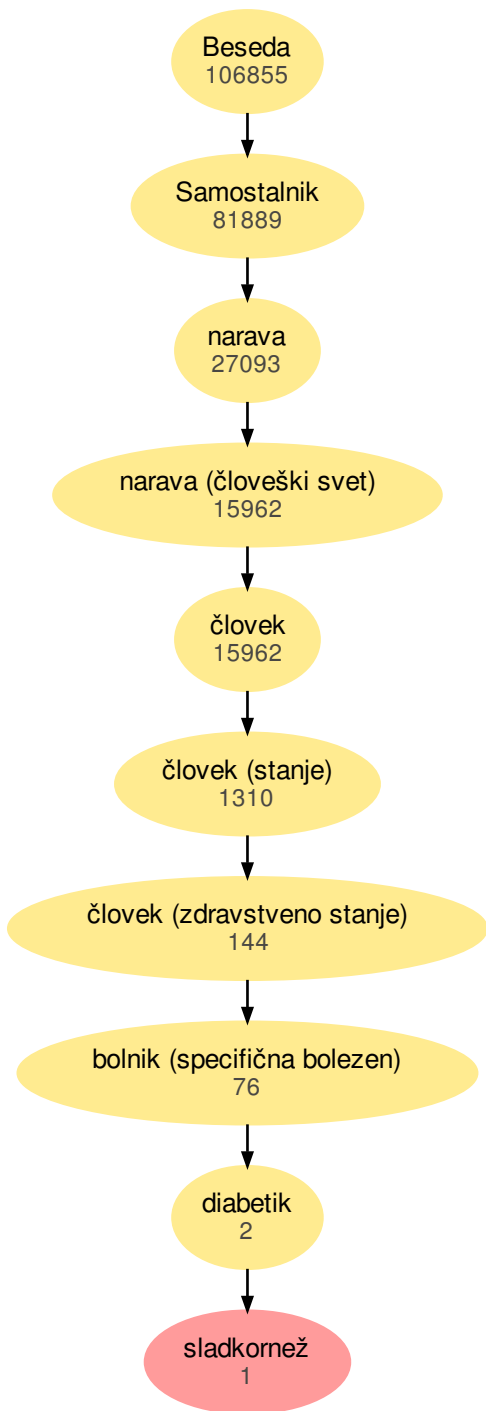 Beseda
106855
Samostalnik
81889
narava
27093
narava (človeški svet)
15962
človek
15962
človek (stanje)
1310
človek (zdravstveno stanje)
144
bolnik (specifična bolezen)
76
diabetik
2
sladkornež
1